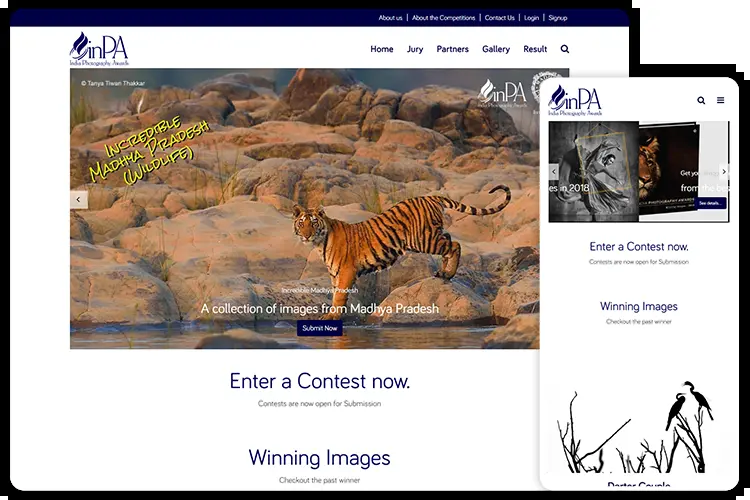 About us | About the Competitions | Contact Us | Login | Signup
inPA
India Photography Awards
Home Jury Partners Gallery Result
© Tanya Tiwari Thakkar
inPA
India Photography Awards
INCREDIBLE
MADHYA PRADESH
(WILDLIFE)
Incredible Madhya Pradesh
A collection of images from Madhya Pradesh
Submit Now
Enter a Contest now.
Contests are now open for Submission
Winning Images
Checkout the past winner
inPA
India Photography Awards
Get you
es in 2018
from the bes
See details...
Enter a Contest now.
Contests are now open for Submission
Winning Images
Checkout the past winner
Darter Couple